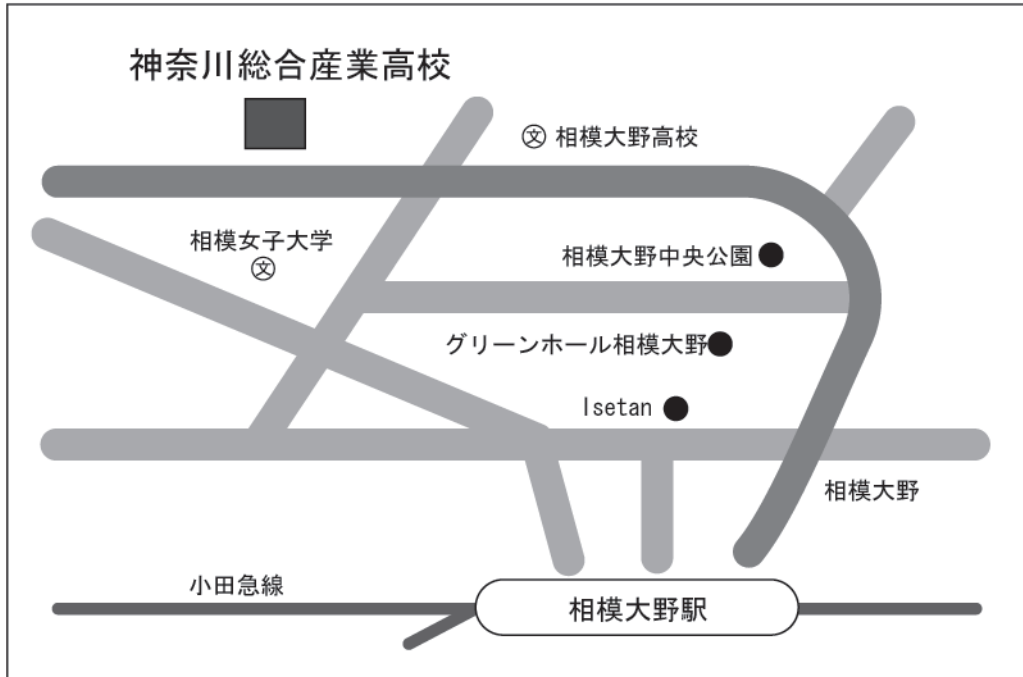 神奈川総合産業高校
文 相模大野高校
相模女子大学
文
相模大野中央公園
グリーンホール相模大野
Isetan
相模大野
小田急線
相模大野駅